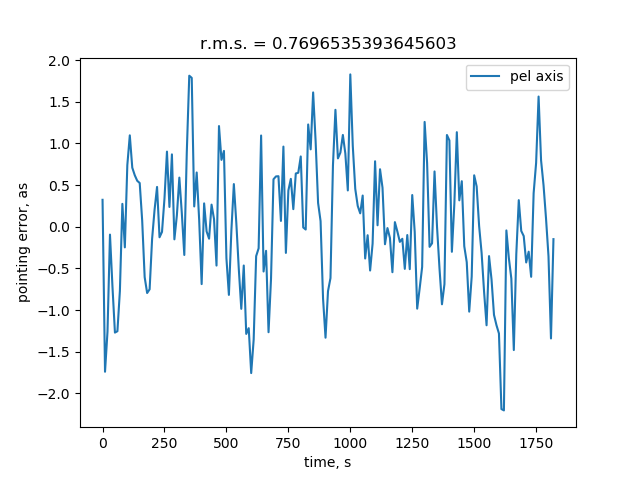 r.m.s. = 0.7696535393645603
pel axis
2.0
1.5
1.0
0.5
0.0
−0.5
−1.0
−1.5
−2.0
pointing error, as
0 250 500 750 1000 1250 1500 1750
time, s